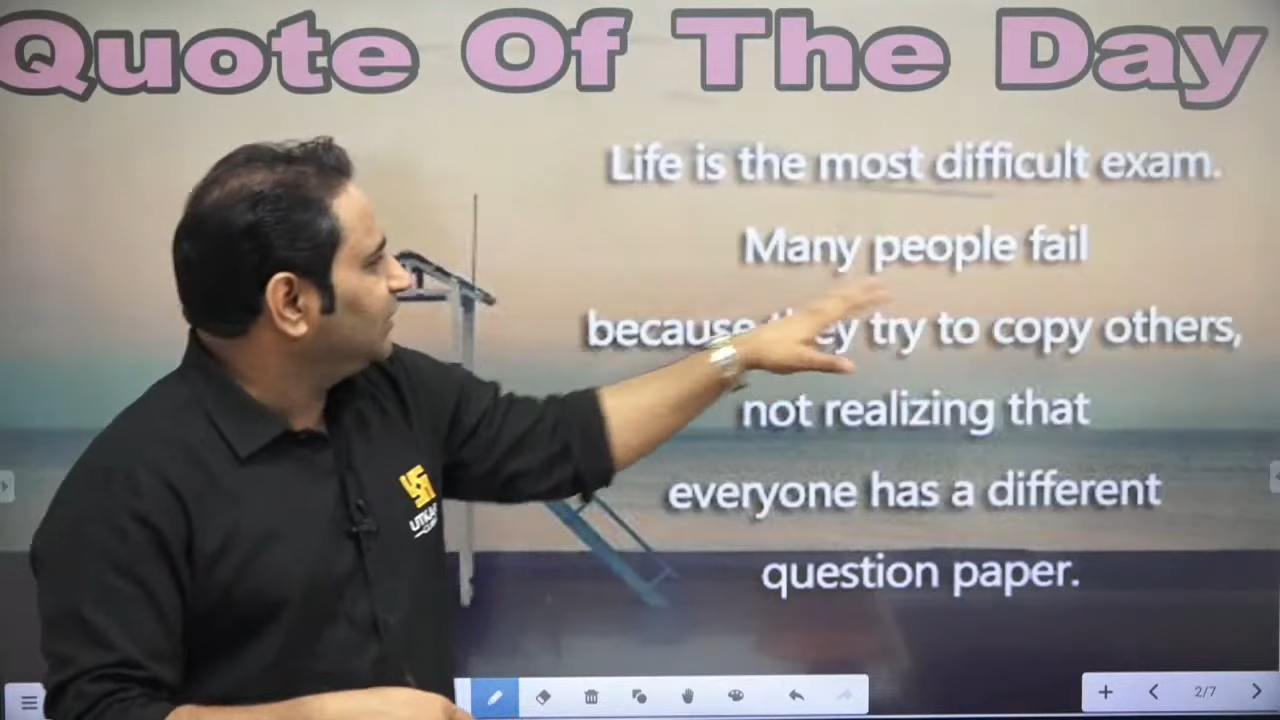 Quote Of The Day
Life is the most difficult exam.
Many people fail
because they try to copy others,
not realizing that
everyone has a different
question paper.
2/7